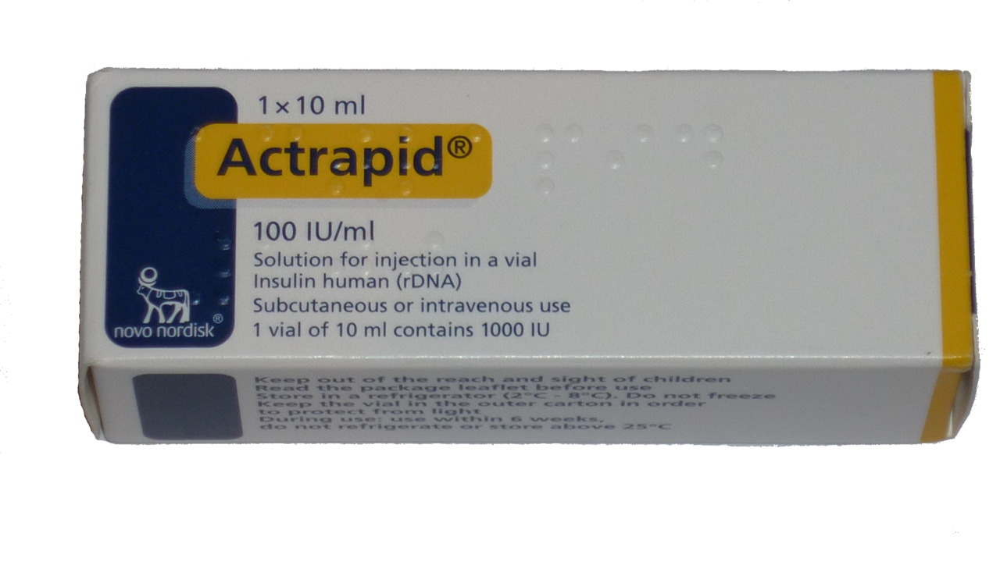 1 x 10 ml
Actrapid®
100 IU/ml
Solution for injection in a vial
Insulin human (rDNA)
Subcutaneous or intravenous use
1 vial of 10 ml contains 1000 IU
novo nordisk®
Keep out of the reach and sight of children
Read the package leaflet before use
Store in a refrigerator (2°C - 8°C). Do not freeze
Keep the vial in the outer carton in order
to protect from light
During use: use within 6 weeks,
do not refrigerate or store above 25°C